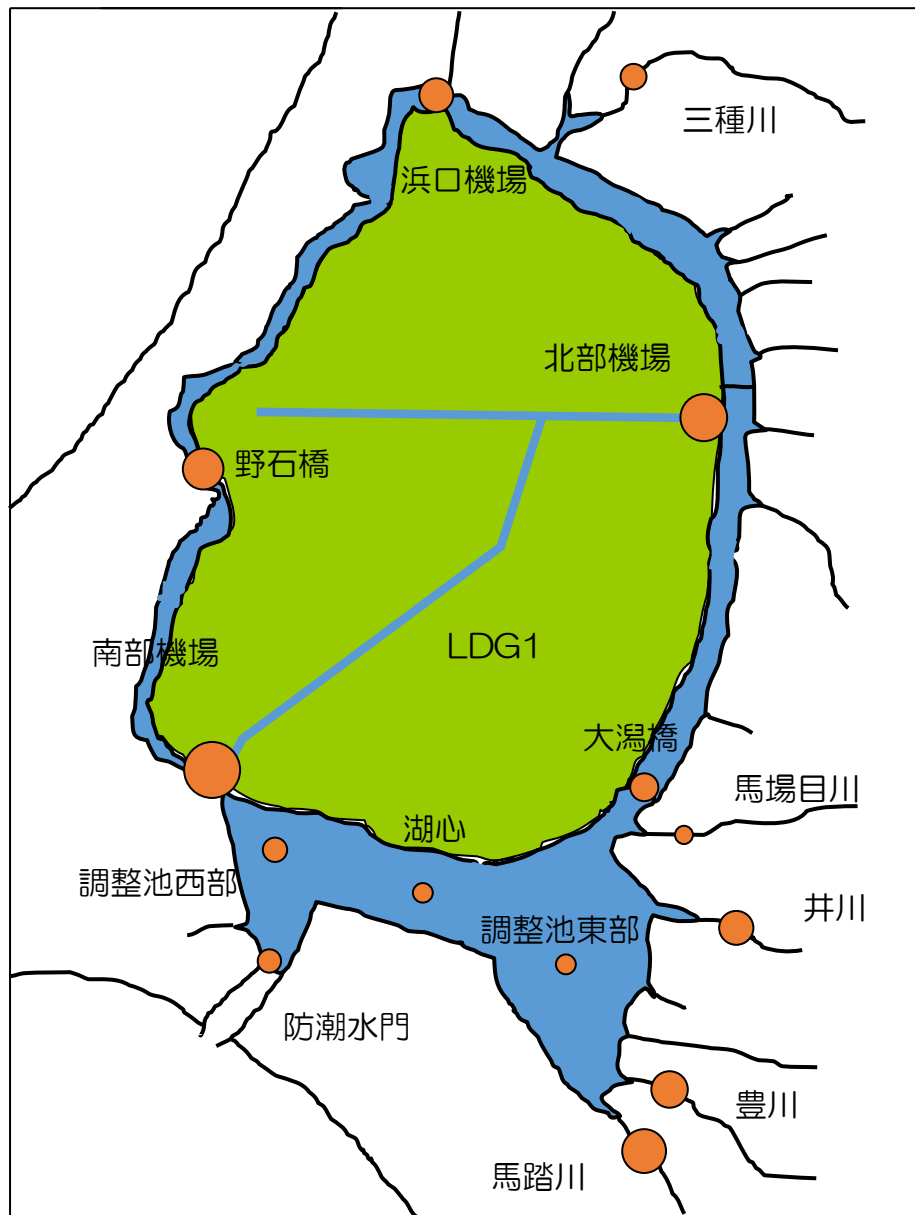 三種川
浜口機場
北部機場
野石橋
LDG1
南部機場
大潟橋
馬場目川
湖心
調整池西部
井川
調整池東部
防潮水門
豊川
馬踏川